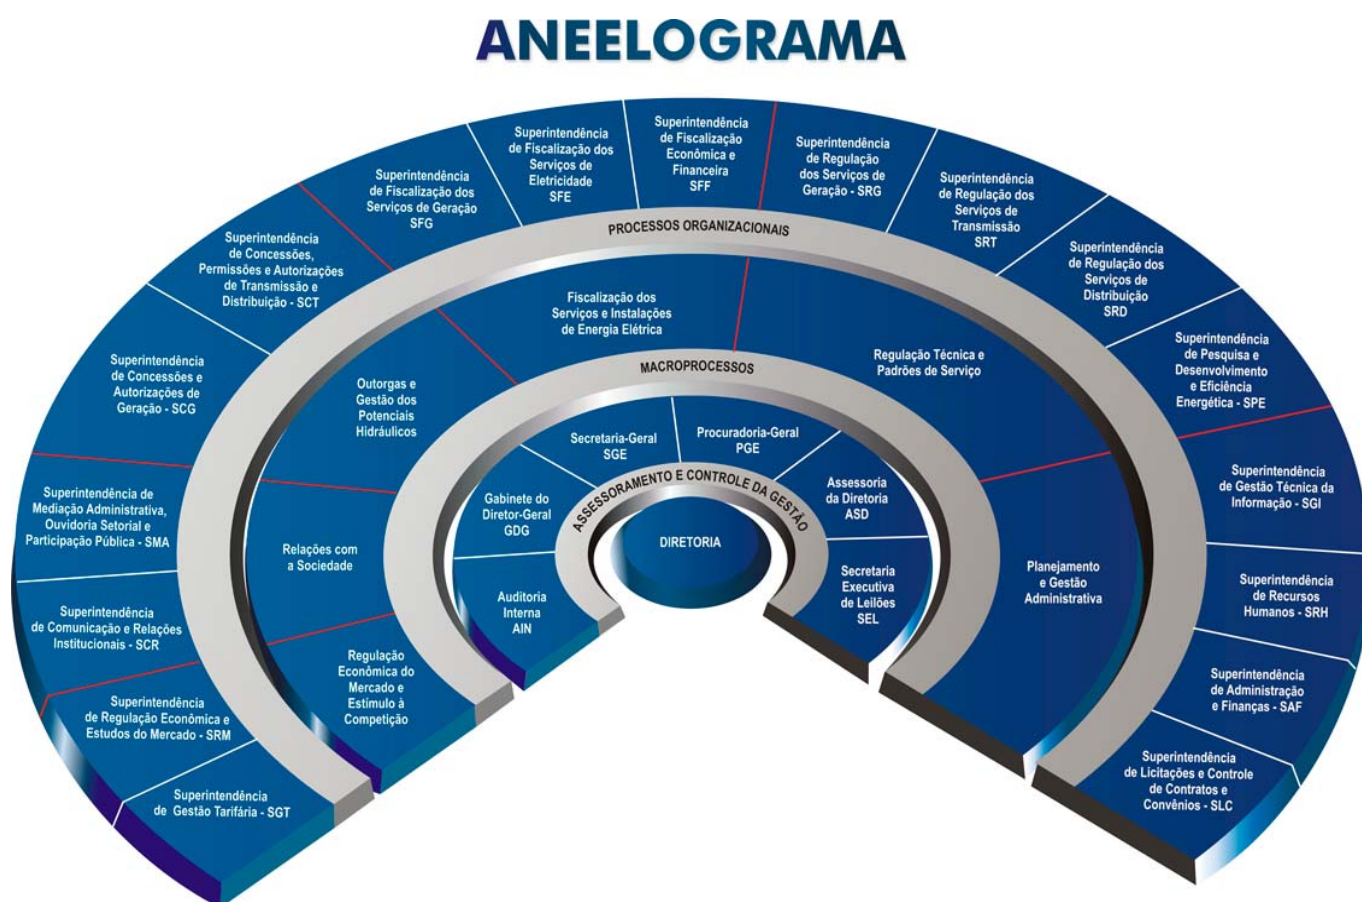 ANEELOGRAMA
Superintendência
de Gestão Tarifária - SGT
Superintendência
de Regulação Econômica e
Estudos do Mercado - SRM
Superintendência
de Comunicação e Relações
Institucionais - SCR
Superintendência de
Mediação Administrativa,
Ouvidoria Setorial e
Participação Pública - SMA
Superintendência
de Concessões e
Autorizações de
Geração - SCG
Superintendência
de Concessões,
Permissões e Autorizações
de Transmissão e
Distribuição - SCT
Superintendência
de Fiscalização dos
Serviços de Geração
SFG
Superintendência
de Fiscalização dos
Serviços de
Eletricidade
SFE
Superintendência
de Fiscalização
Econômica e
Financeira
SFF
Superintendência
de Regulação
dos Serviços de
Geração - SRG
Superintendência
de Regulação dos
Serviços de
Transmissão
SRT
Superintendência
de Regulação dos
Serviços de
Distribuição
SRD
Superintendência
de Pesquisa e
Desenvolvimento
e Eficiência
Energética - SPE
Superintendência
de Gestão Técnica da
Informação - SGI
Superintendência
de Recursos
Humanos - SRH
Superintendência
de Administração
e Finanças - SAF
Superintendência
de Licitações e Controle
de Contratos e
Convênios - SLC
PROCESSOS ORGANIZACIONAIS
Regulação
Econômica do
Mercado e
Estímulo à
Competição
Relações com
a Sociedade
Outorgas e
Gestão dos
Potenciais
Hidráulicos
Fiscalização dos
Serviços e Instalações
de Energia Elétrica
Regulação Técnica e
Padrões de Serviço
Planejamento
e Gestão
Administrativa
MACROPROCESSOS
Auditoria
Interna
AIN
Gabinete do
Diretor-Geral
GDG
Secretaria-Geral
SGE
Procuradoria-Geral
PGE
Assessoria
da Diretoria
ASD
Secretaria
Executiva
de Leilões
SEL
ASSESSORAMENTO E CONTROLE DA GESTÃO
DIRETORIA